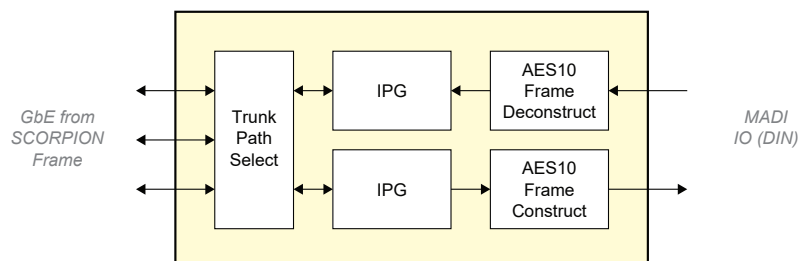 GbE from
SCORPION
Frame
Trunk
Path
Select
IPG
AES10
Frame
Deconstruct
IPG
AES10
Frame
Construct
MADI
IO (DIN)